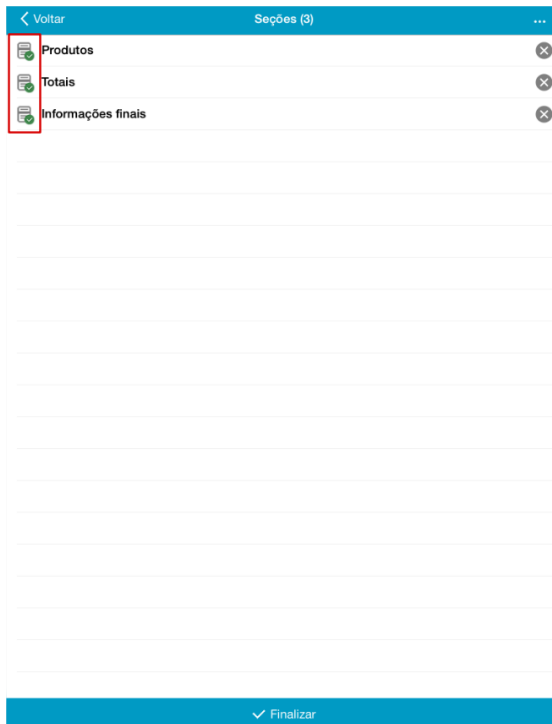 Voltar
Seções (3)
...
Produtos
Totais
Informações finais
Finalizar